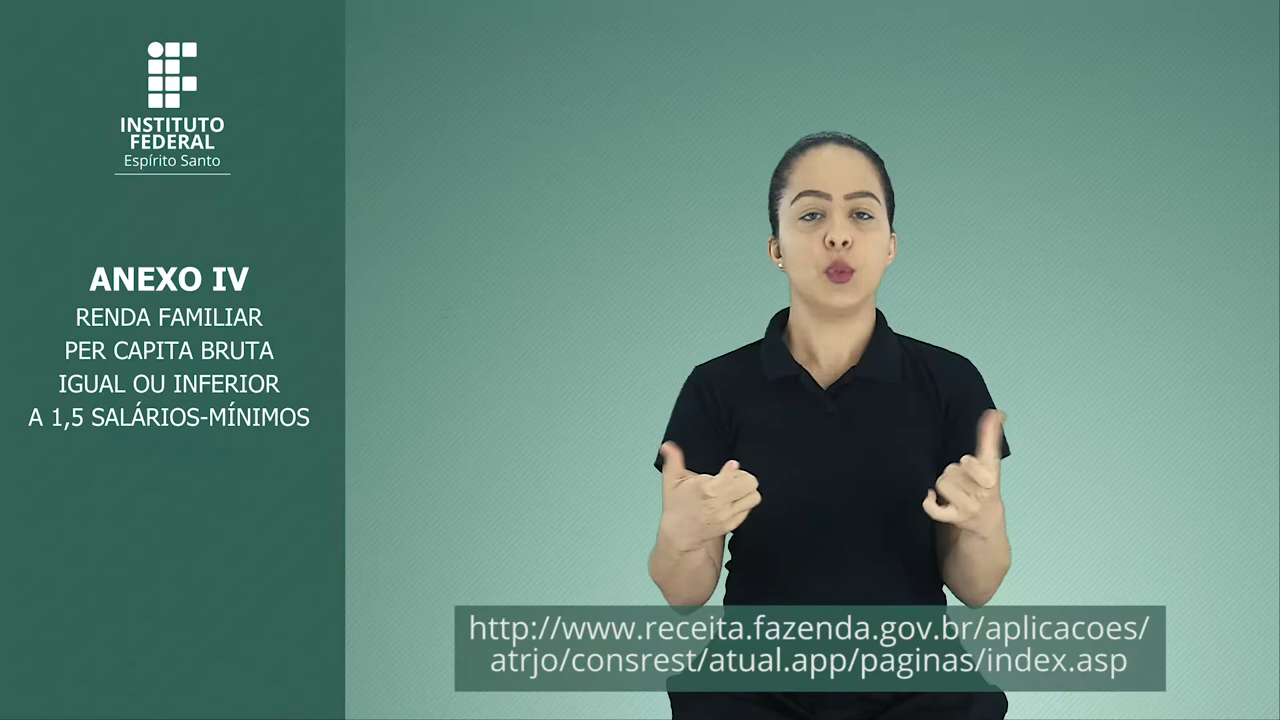 INSTITUTO
FEDERAL
Espírito Santo
ANEXO IV
RENDA FAMILIAR
PER CAPITA BRUTA
IGUAL OU INFERIOR
A 1,5 SALÁRIOS-MÍNIMOS
http://www.receita.fazenda.gov.br/aplicacoes/
atrjo/consrest/atual.app/paginas/index.asp